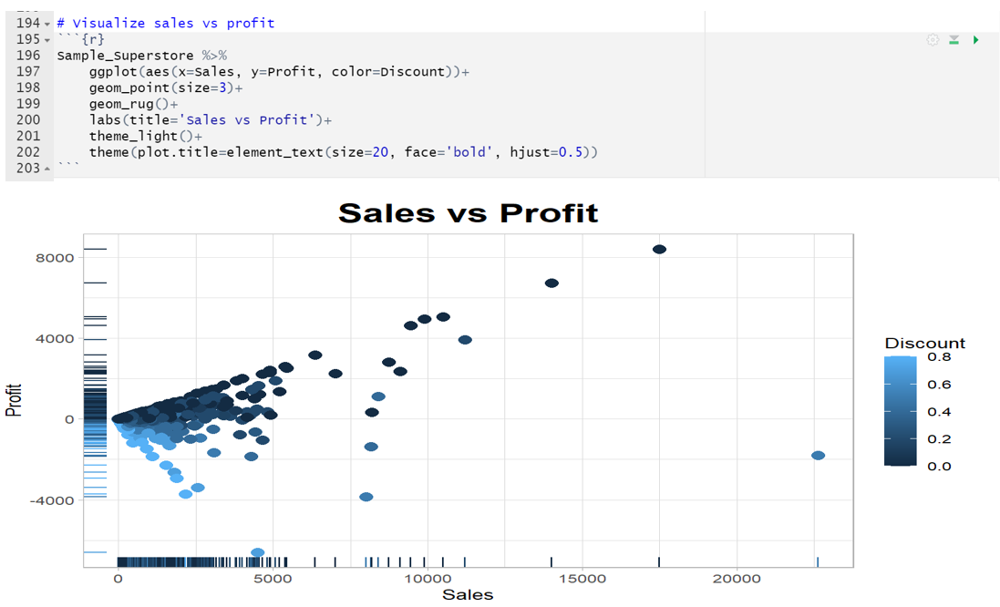 194 # Visualize sales vs profit
195 ```{r}
196 Sample_Superstore %>%
197 ggplot(aes(x=Sales, y=Profit, color=Discount))+
198 geom_point(size=3)+
199 geom_rug()+
200 labs(title='Sales vs Profit')+
201 theme_light()+
202 theme(plot.title=element_text(size=20, face='bold', hjust=0.5))
203 ```
Sales vs Profit
8000
4000
0
-4000
Profit
0 5000 10000 15000 20000
Sales
Discount
0.8
0.6
0.4
0.2
0.0